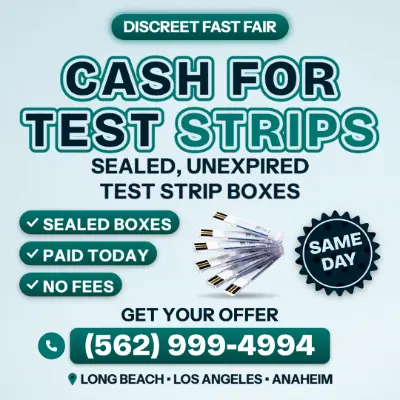 DISCREET FAST FAIR
CASH FOR
TEST STRIPS
SEALED, UNEXPIRED
TEST STRIP BOXES
SEALED BOXES
PAID TODAY
NO FEES
SAME
DAY
GET YOUR OFFER
(562) 999-4994
LONG BEACH • LOS ANGELES • ANAHEIM